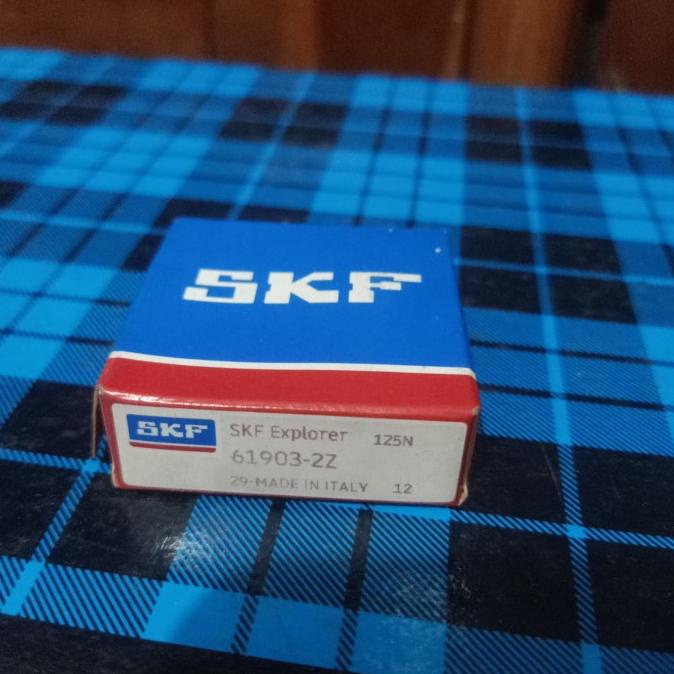 SKF
SKF SKF Explorer 125N
61903-2Z
29-MADE IN ITALY 12